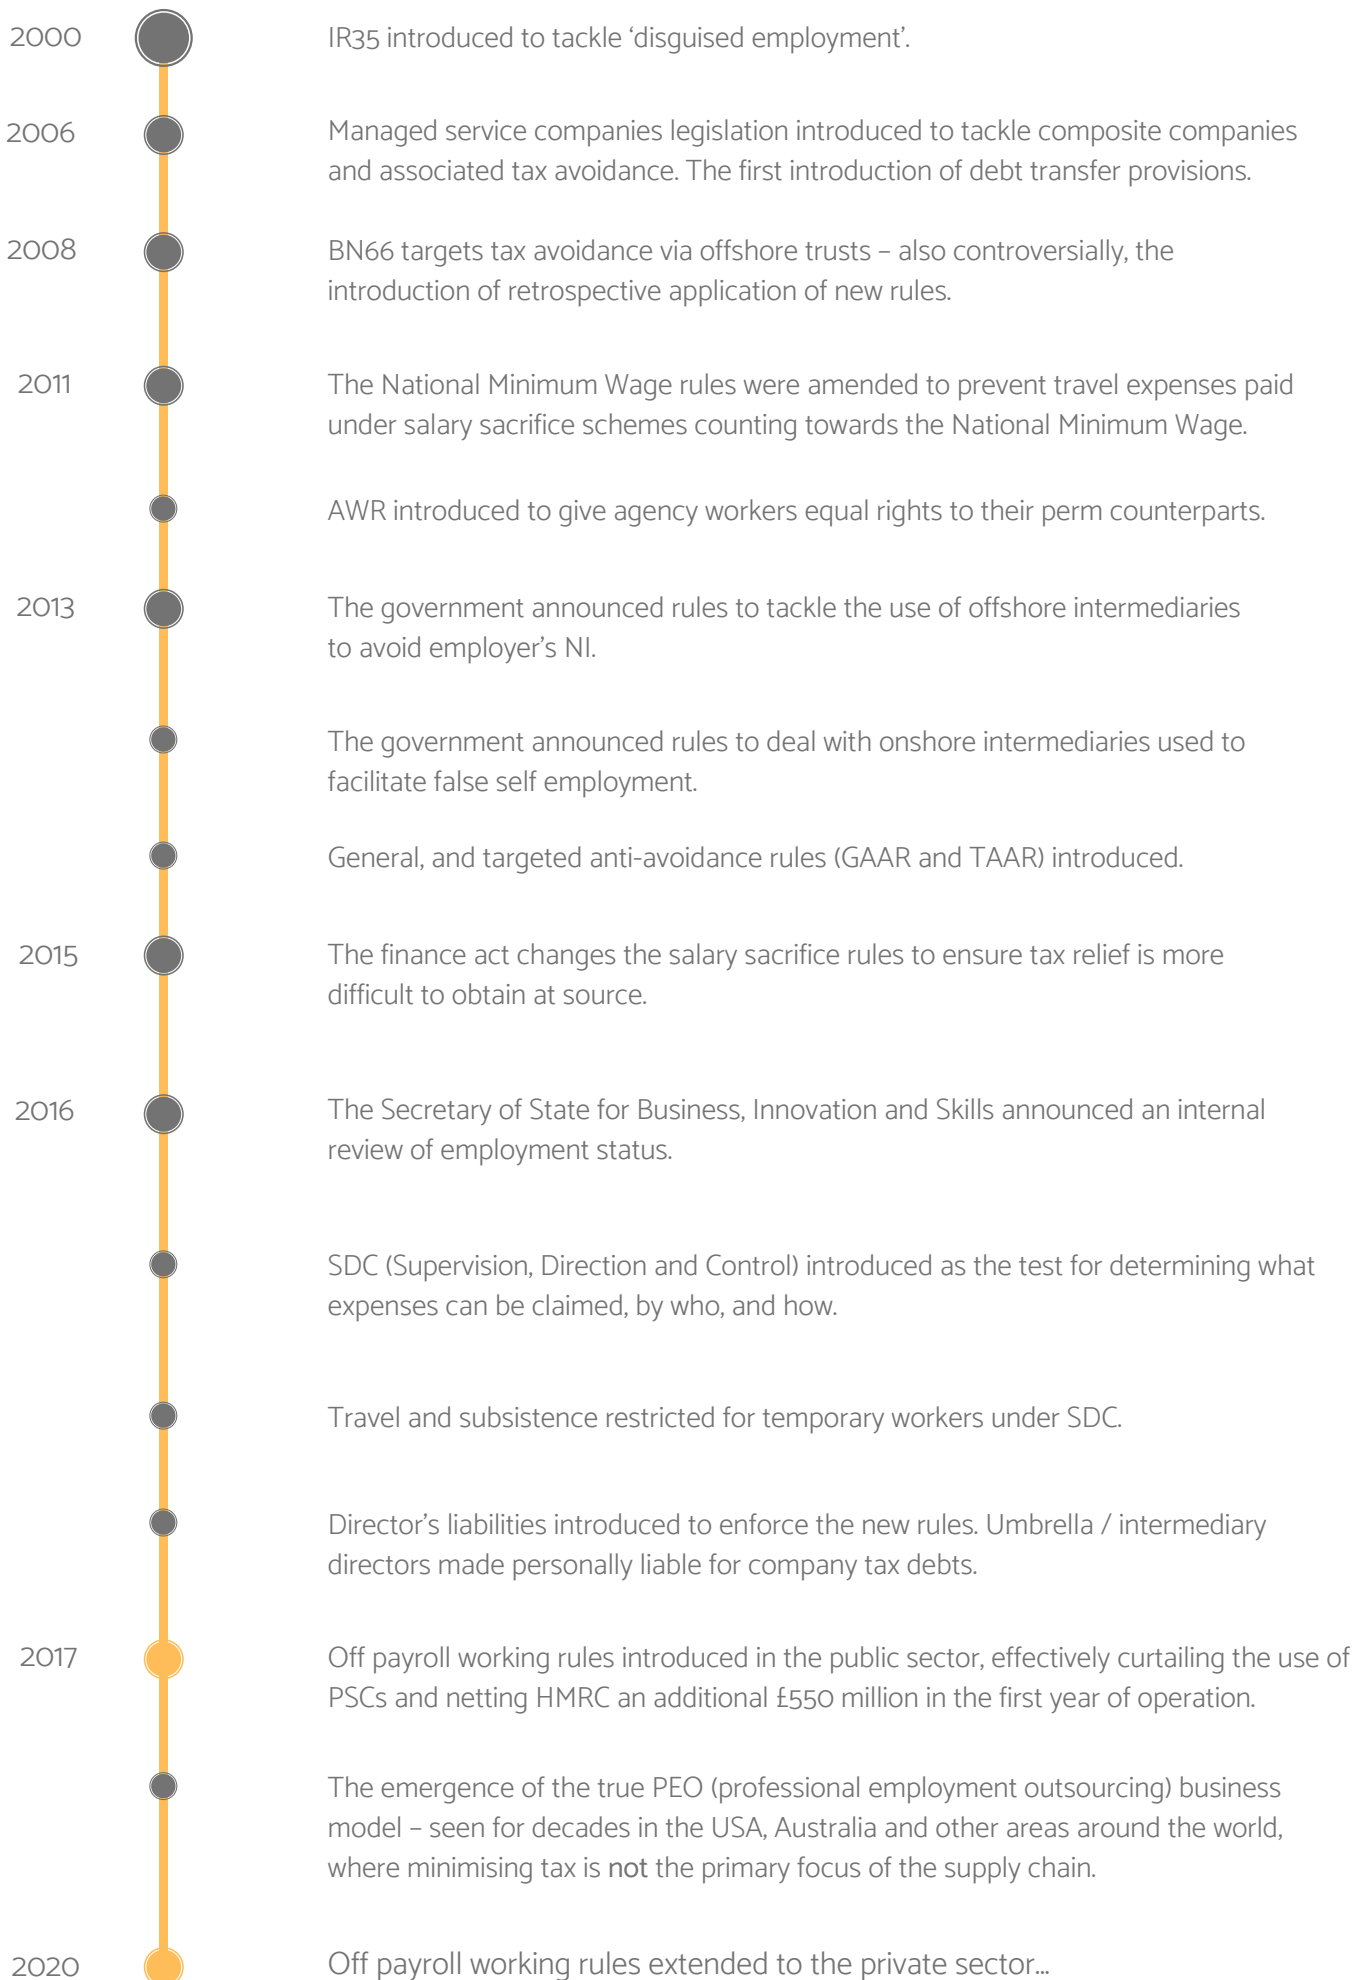 2000
IR35 introduced to tackle ‘disguised employment’.
2006
Managed service companies legislation introduced to tackle composite companies
and associated tax avoidance. The first introduction of debt transfer provisions.
2008
BN66 targets tax avoidance via offshore trusts – also controversially, the
introduction of retrospective application of new rules.
2011
The National Minimum Wage rules were amended to prevent travel expenses paid
under salary sacrifice schemes counting towards the National Minimum Wage.
AWR introduced to give agency workers equal rights to their perm counterparts.
2013
The government announced rules to tackle the use of offshore intermediaries
to avoid employer’s NI.
The government announced rules to deal with onshore intermediaries used to
facilitate false self employment.
General, and targeted anti-avoidance rules (GAAR and TAAR) introduced.
2015
The finance act changes the salary sacrifice rules to ensure tax relief is more
difficult to obtain at source.
2016
The Secretary of State for Business, Innovation and Skills announced an internal
review of employment status.
SDC (Supervision, Direction and Control) introduced as the test for determining what
expenses can be claimed, by who, and how.
Travel and subsistence restricted for temporary workers under SDC.
Director’s liabilities introduced to enforce the new rules. Umbrella / intermediary
directors made personally liable for company tax debts.
2017
Off payroll working rules introduced in the public sector, effectively curtailing the use of
PSCs and netting HMRC an additional £550 million in the first year of operation.
The emergence of the true PEO (professional employment outsourcing) business
model – seen for decades in the USA, Australia and other areas around the world,
where minimising tax is not the primary focus of the supply chain.
2020
Off payroll working rules extended to the private sector...